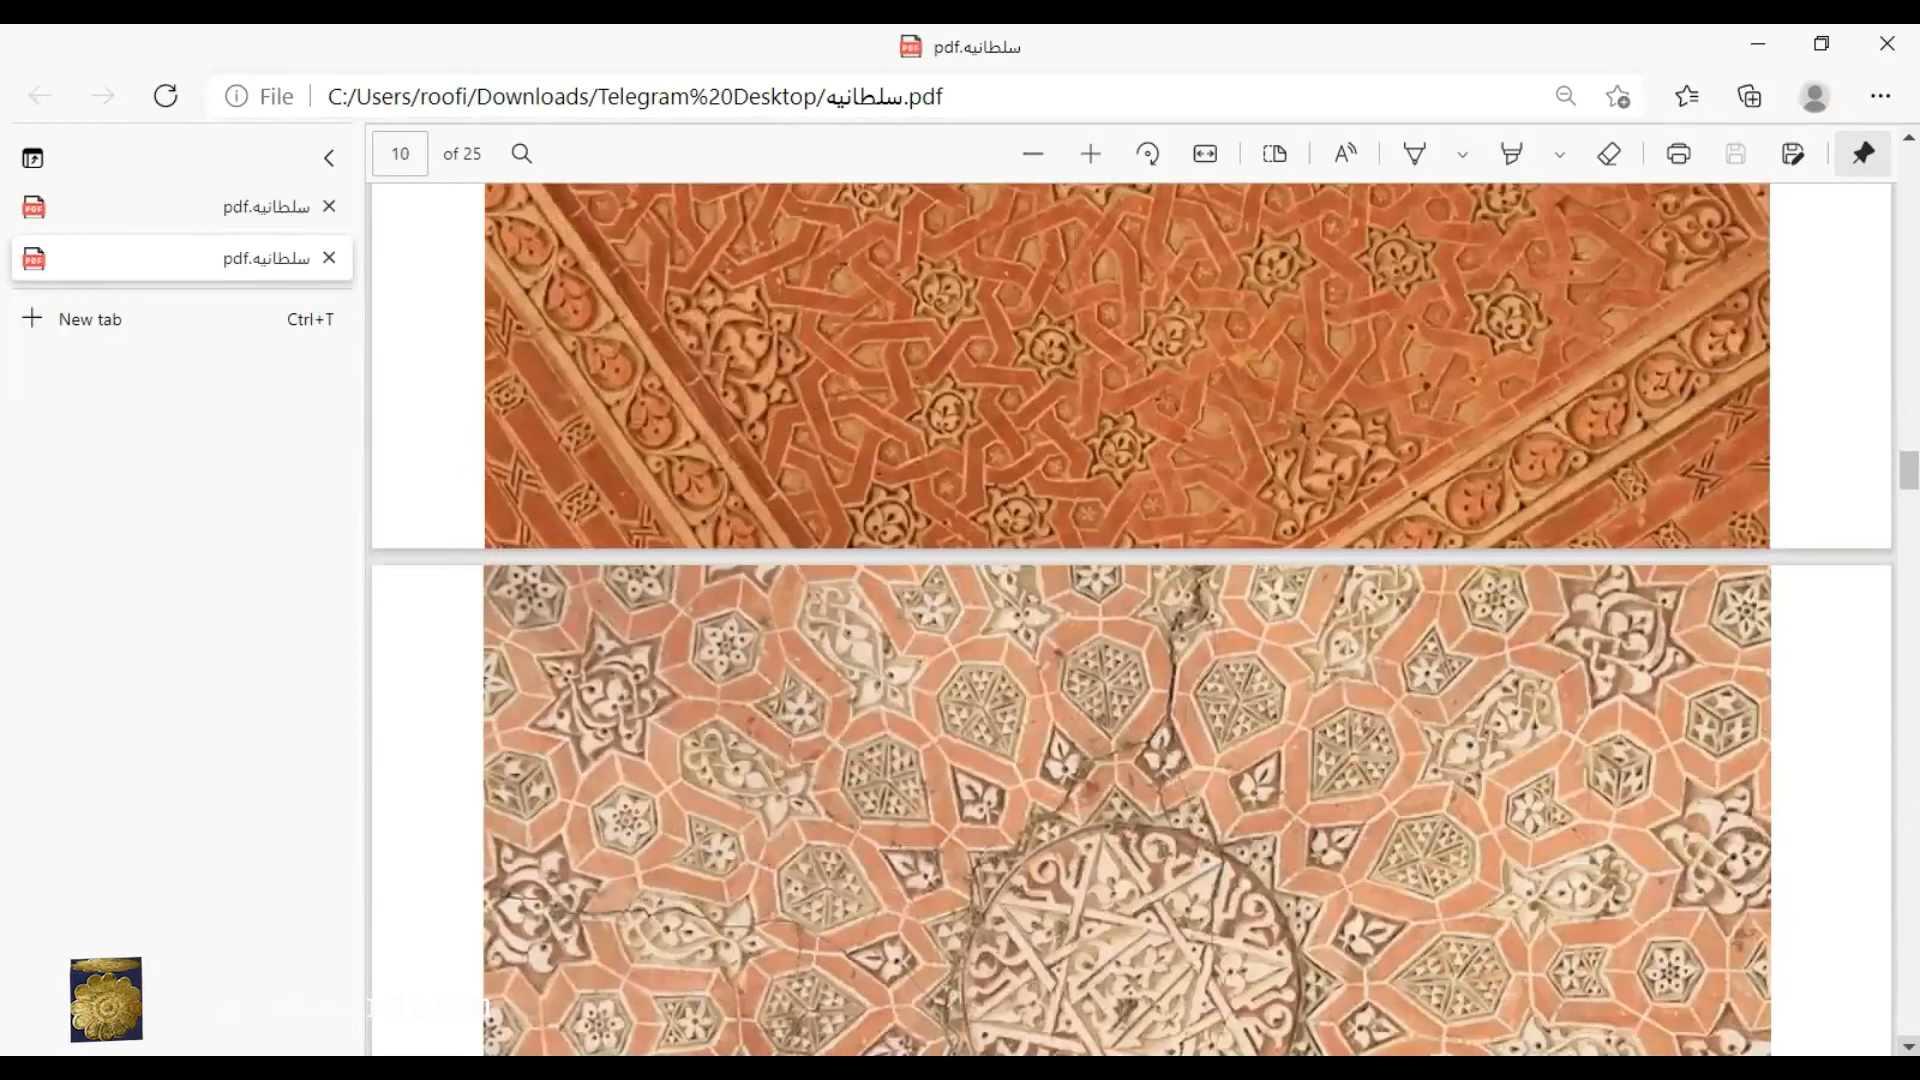 سلطانیه.pdf
File
C:/Users/roofi/Downloads/Telegram%20Desktop/سلطانیه.pdf
10 of 25
سلطانیه.pdf
سلطانیه.pdf
New tab Ctrl+T